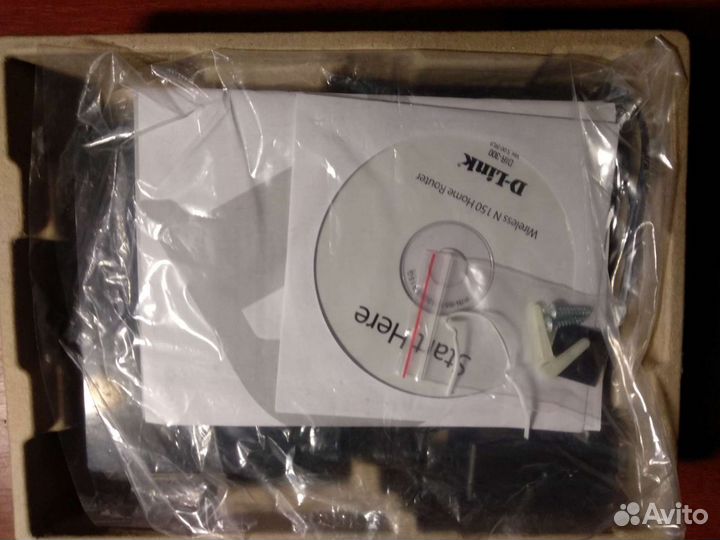 D-Link
DIR-300
Wireless N 150 Home Router
Start Here
Avito